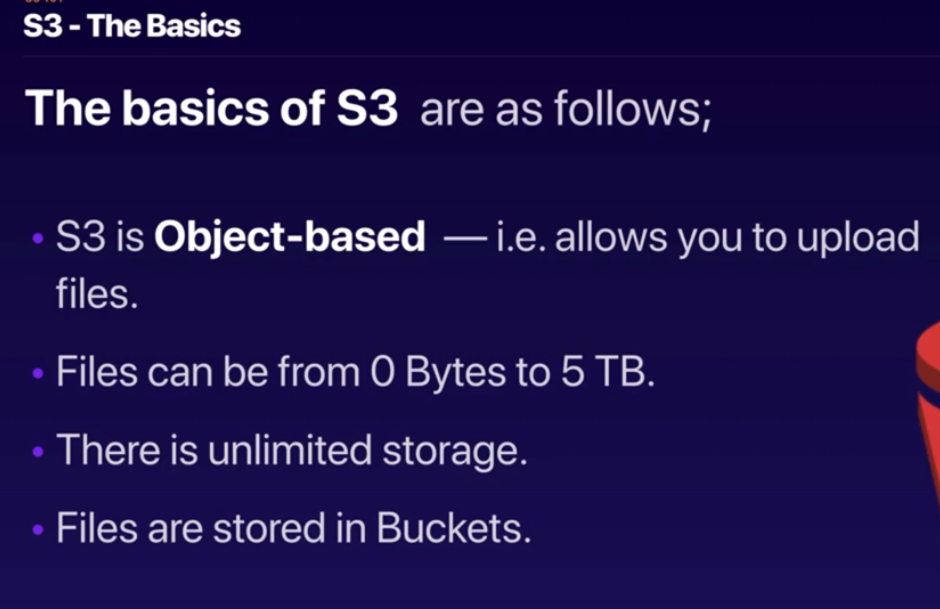 S3 - The Basics
The basics of S3 are as follows;
• S3 is Object-based — i.e. allows you to upload
files.
• Files can be from 0 Bytes to 5 TB.
• There is unlimited storage.
• Files are stored in Buckets.